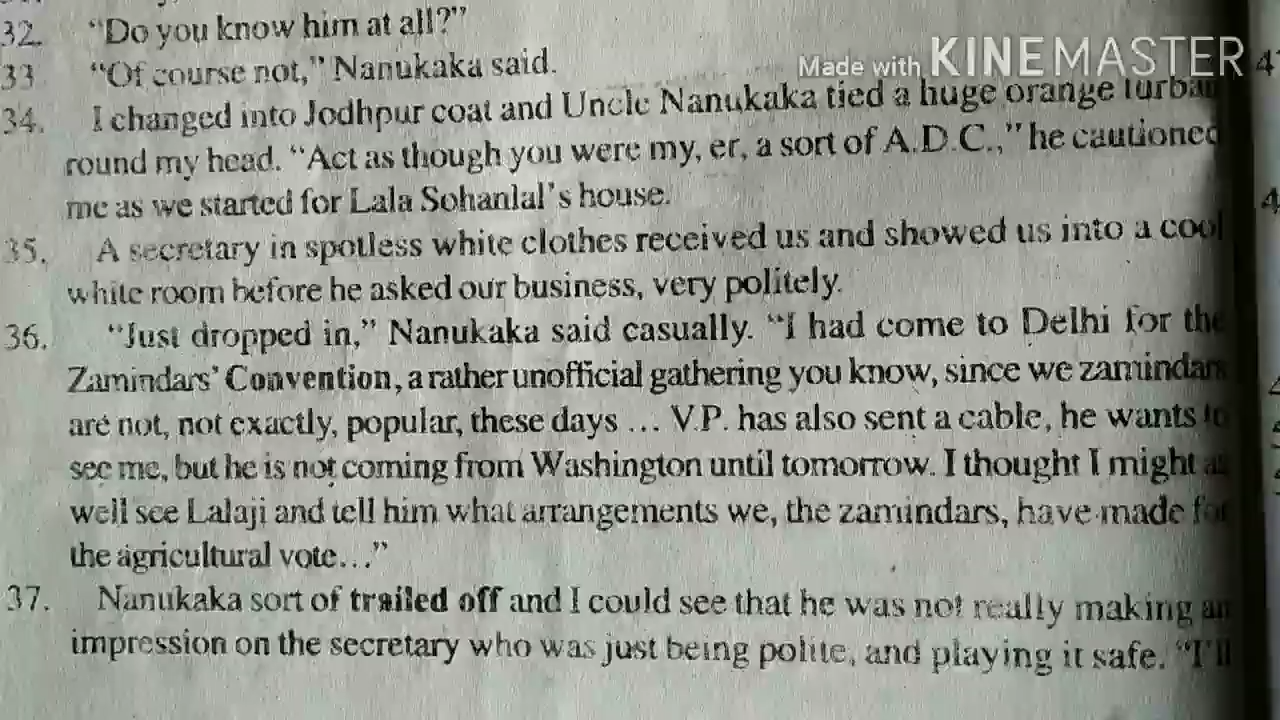 32. “Do you know him at all?”
Made with KINEMASTER
33 “Of course not,” Nanukaka said.
34. I changed into Jodhpur coat and Uncle Nanukaka tied a huge orange turban
round my head. “Act as though you were my, er, a sort of A.D.C.,” he cautioned
me as we started for Lala Sohanlal’s house.
35. A secretary in spotless white clothes received us and showed us into a cool
white room before he asked our business, very politely.
36. “Just dropped in,” Nanukaka said casually. “I had come to Delhi for the
Zamindars’ Convention, a rather unofficial gathering you know, since we zamindars
are not, not exactly, popular, these days ... V.P. has also sent a cable, he wants to
see me, but he is not coming from Washington until tomorrow. I thought I might as
well see Lalaji and tell him what arrangements we, the zamindars, have made for
the agricultural vote...”
37. Nanukaka sort of trailed off and I could see that he was not really making an
impression on the secretary who was just being polite, and playing it safe. “I’ll